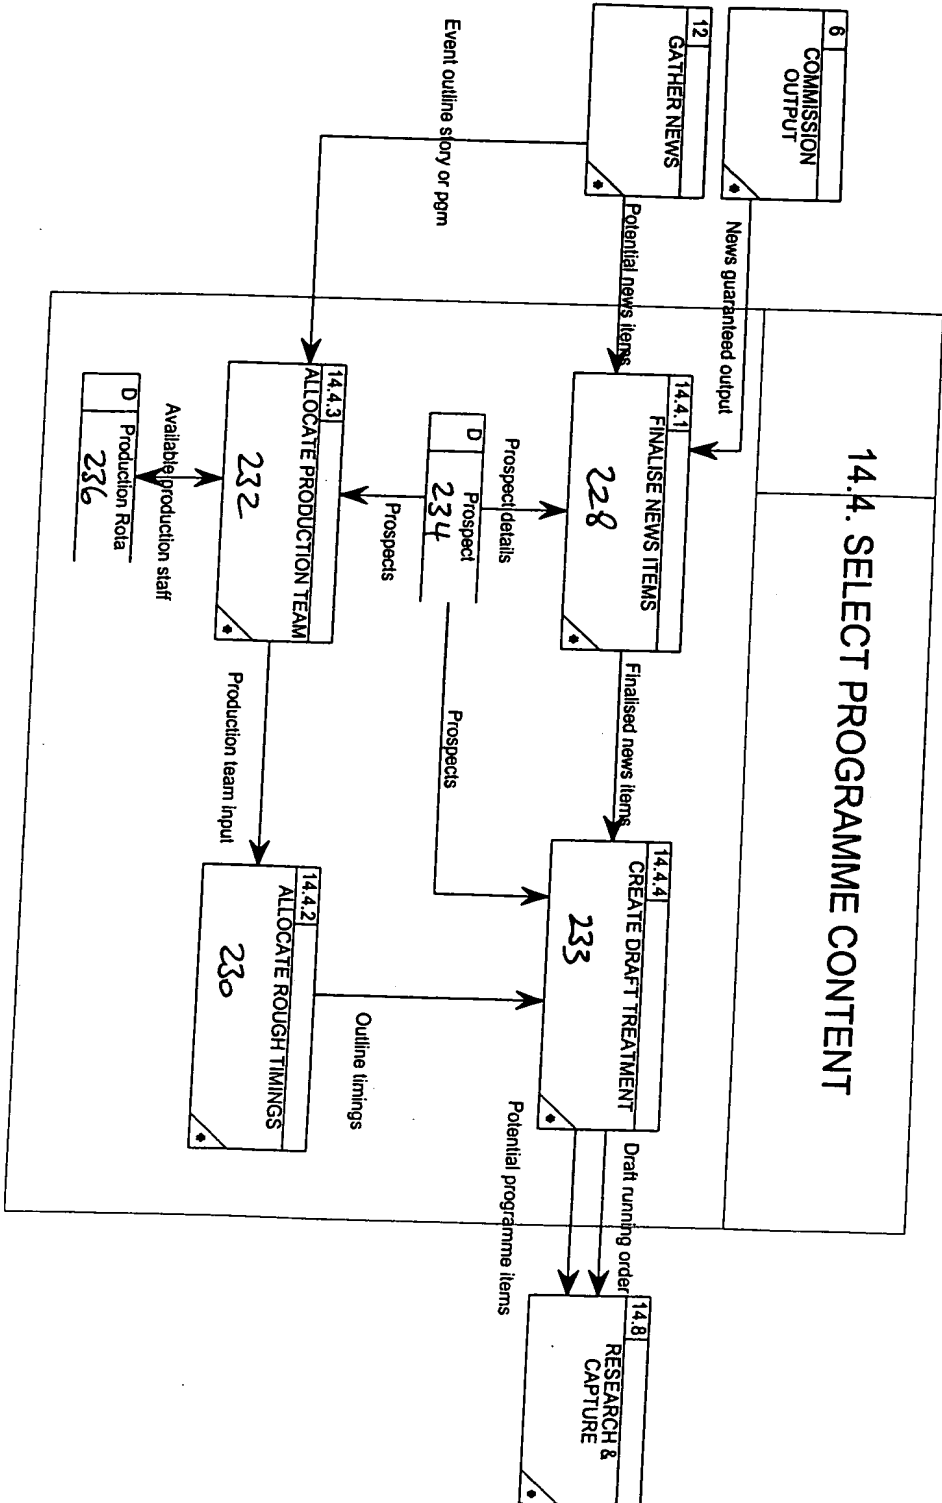 14.4. SELECT PROGRAMME CONTENT
6
COMMISSION
OUTPUT
News guaranteed output
12
GATHER NEWS
Potential news items
Event outline story or pgm
14.4.1
FINALISE NEWS ITEMS
228
Finalised news items
14.4.4
CREATE DRAFT TREATMENT
233
Draft running order
Potential programme items
14.8
RESEARCH &
CAPTURE
Prospect details
D
Prospect
234
Prospects
Prospects
14.4.3
ALLOCATE PRODUCTION TEAM
232
Production team input
14.4.2
ALLOCATE ROUGH TIMINGS
230
Outline timings
Available production staff
D
Production Rota
236